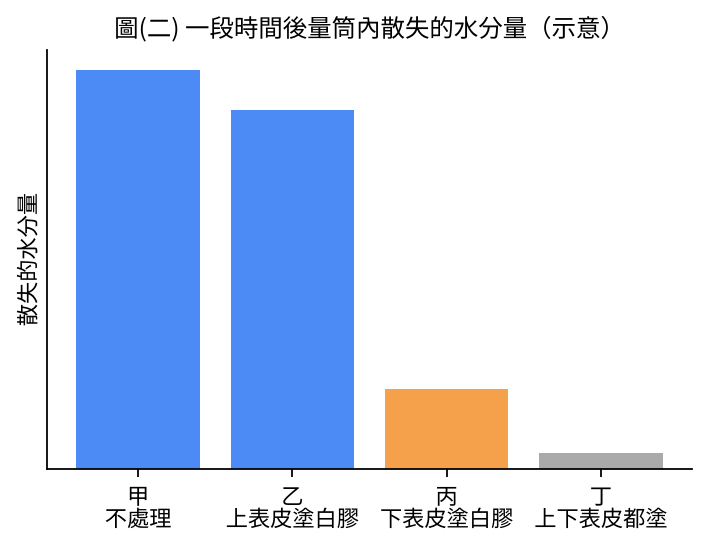 圖(二) 一段時間後量筒內散失的水分量（示意）
散失的水分量
甲
不處理
乙
上表皮塗白膠
丙
下表皮塗白膠
丁
上下表皮都塗